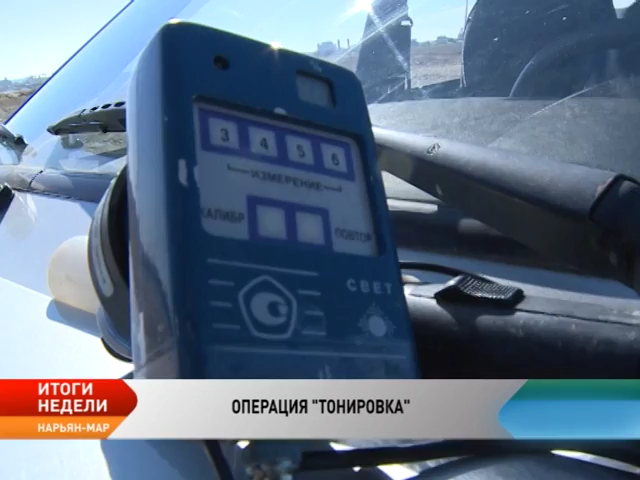 3 4 5 6
ИЗМЕРЕНИЕ
КАЛИБР
ПОВТОР
СВЕТ
ИТОГИ
НЕДЕЛИ
НАРЬЯН-МАР
ОПЕРАЦИЯ "ТОНИРОВКА"